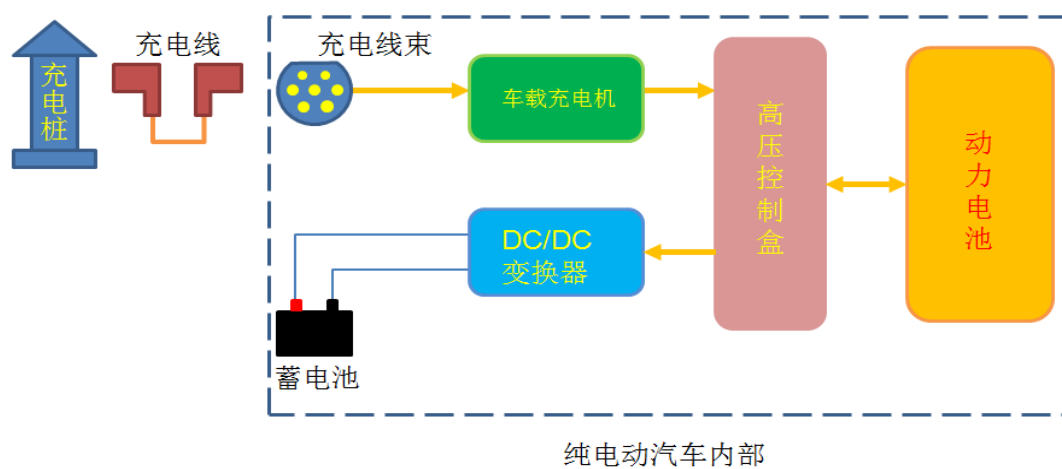 充电桩
充电线
充电线束
车载充电机
高压控制盒
动力电池
DC/DC
变换器
蓄电池
纯电动汽车内部